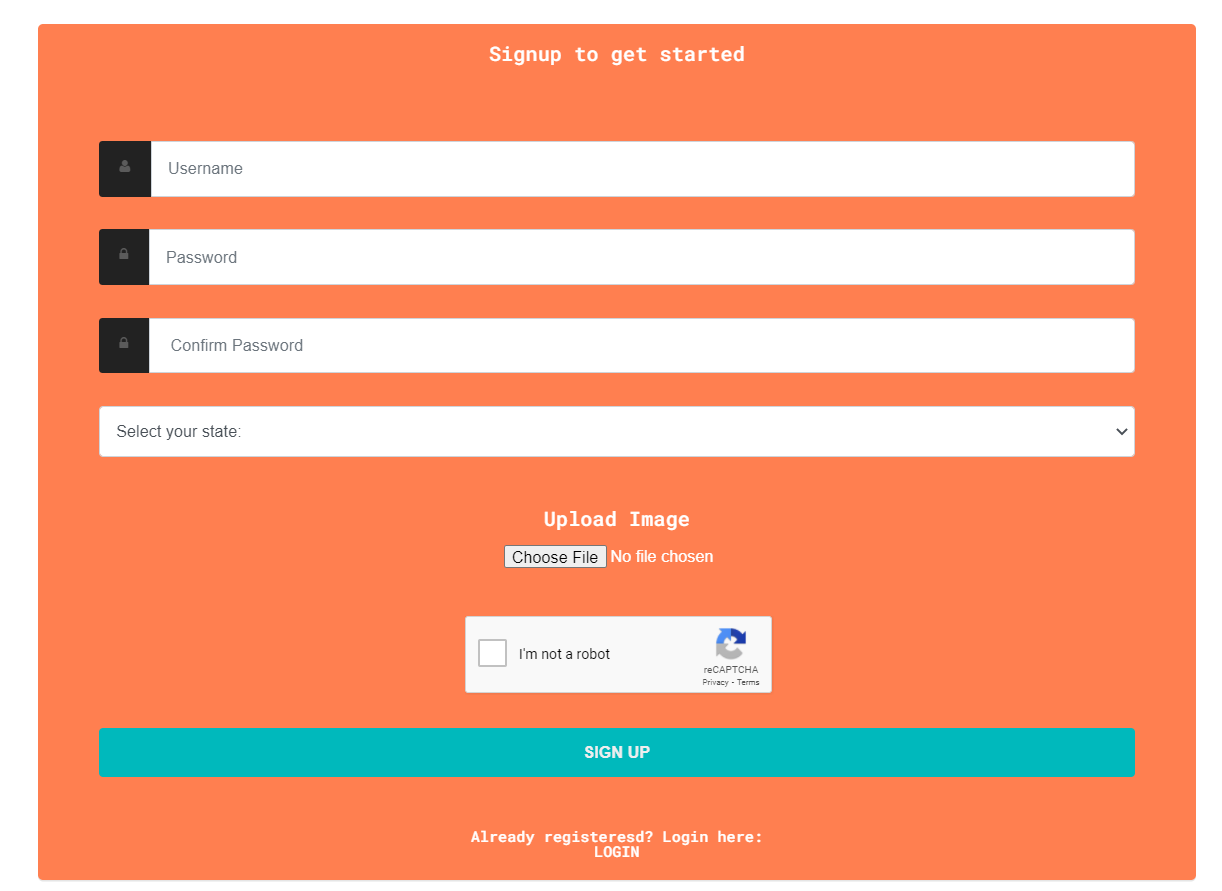 Signup to get started
Username
Password
Confirm Password
Select your state:
Upload Image
Choose File No file chosen
I'm not a robot
reCAPTCHA
Privacy - Terms
SIGN UP
Already registeresd? Login here:
LOGIN